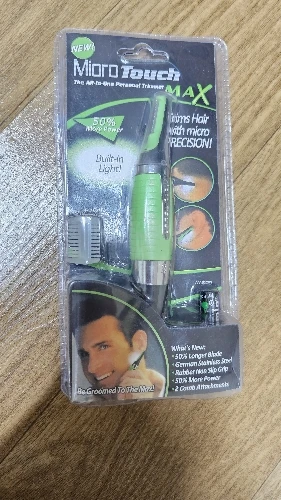 NEW!
MicroTouch
MAX
The All-In-One Personal Trimmer
50%
More Power
Trims Hair
with micro
PRECISION!
Built-In
Light!
What's New:
• 50% Longer Blade
• German Stainless Steel
• Rubber Non Slip Grip
• 50% More Power
• 2 Comb Attachments
Be Groomed To The Max!